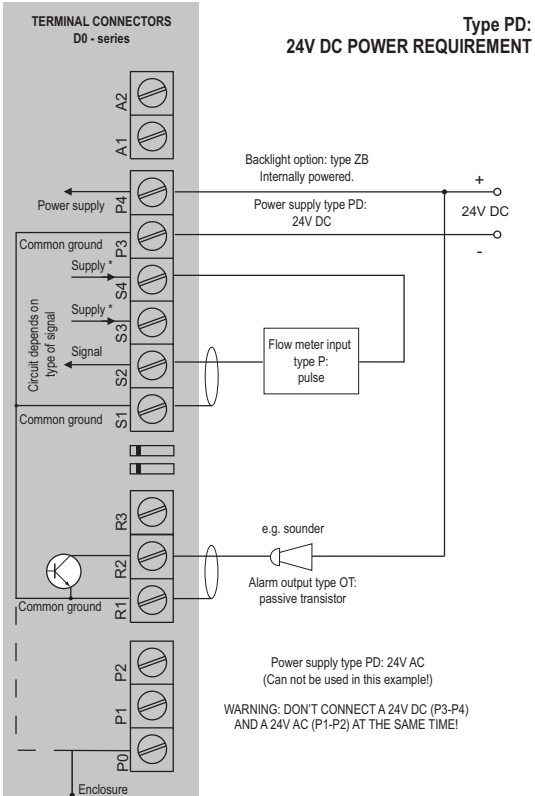 TERMINAL CONNECTORS
D0 - series
Type PD:
24V DC POWER REQUIREMENT
A2
A1
Backlight option: type ZB
Internally powered.
P4
Power supply
+
Power supply type PD:
24V DC
24V DC
P3
Common ground
-
Supply *
S4
Supply *
S3
Circuit depends on
type of signal
Signal
S2
Flow meter input
type P:
pulse
Common ground
S1
R3
e.g. sounder
R2
Alarm output type OT:
passive transistor
Common ground
R1
P2
Power supply type PD: 24V AC
(Can not be used in this example!)
P1
WARNING: DON'T CONNECT A 24V DC (P3-P4)
AND A 24V AC (P1-P2) AT THE SAME TIME!
P0
Enclosure